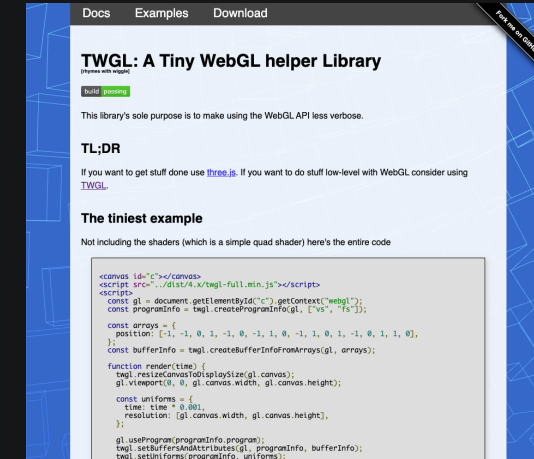 Docs Examples Download
Fork me on GitHu
TWGL: A Tiny WebGL helper Library
[rhymes with wiggle]
build passing
This library's sole purpose is to make using the WebGL API less verbose.
TL;DR
If you want to get stuff done use three.js. If you want to do stuff low-level with WebGL consider using
TWGL.
The tiniest example
Not including the shaders (which is a simple quad shader) here's the entire code
<canvas id="c"></canvas>
<script src="../dist/4.x/twgl-full.min.js"></script>
<script>
const gl = document.getElementById("c").getContext("webgl");
const programInfo = twgl.createProgramInfo(gl, ["vs", "fs"]);
const arrays = {
position: [-1, -1, 0, 1, -1, 0, -1, 1, 0, -1, 1, 0, 1, -1, 0, 1, 1, 0],
};
const bufferInfo = twgl.createBufferInfoFromArrays(gl, arrays);
function render(time) {
twgl.resizeCanvasToDisplaySize(gl.canvas);
gl.viewport(0, 0, gl.canvas.width, gl.canvas.height);
const uniforms = {
time: time * 0.001,
resolution: [gl.canvas.width, gl.canvas.height],
};
gl.useProgram(programInfo.program);
twgl.setBuffersAndAttributes(gl, programInfo, bufferInfo);
twgl.setUniforms(programInfo, uniforms);